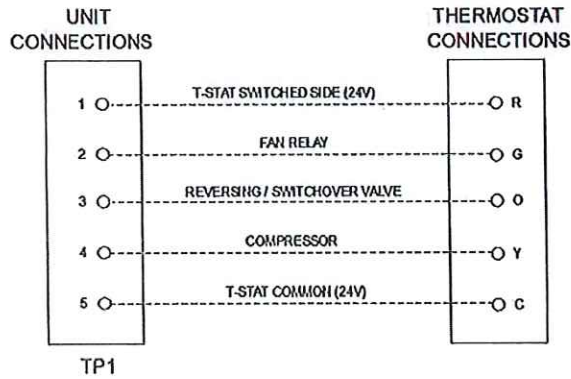 UNIT
CONNECTIONS
THERMOSTAT
CONNECTIONS
1 T-STAT SWITCHED SIDE (24V) R
2 FAN RELAY G
3 REVERSING / SWITCHOVER VALVE O
4 COMPRESSOR Y
5 T-STAT COMMON (24V) C
TP1